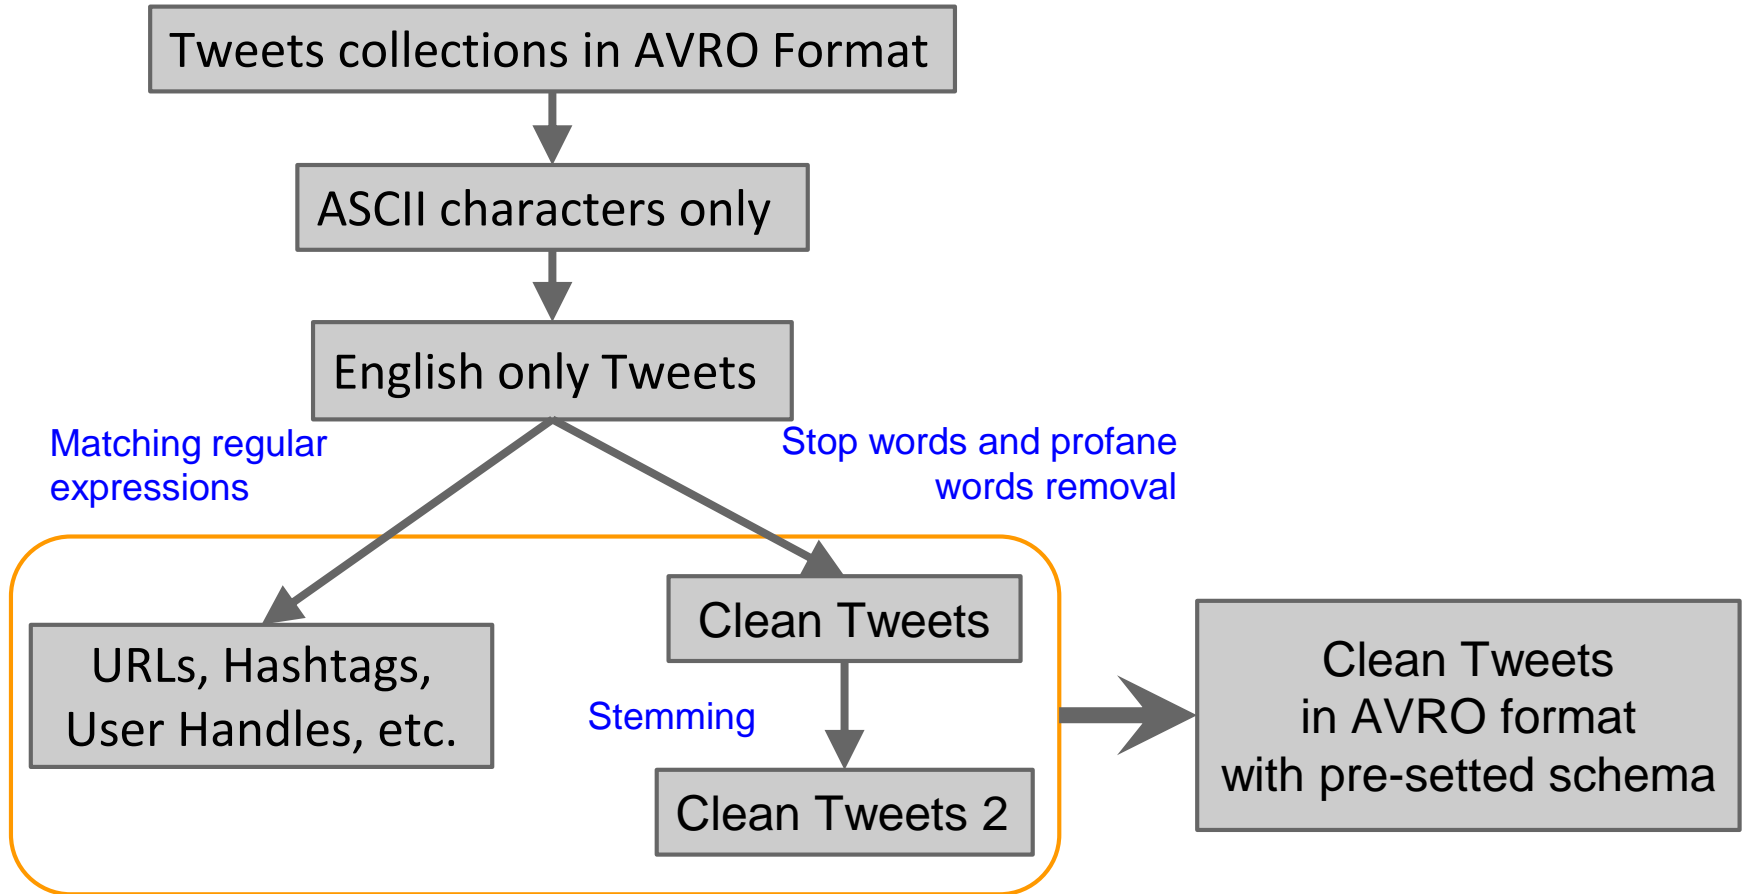 Tweets collections in AVRO Format
ASCII characters only
English only Tweets
Matching regular
expressions
Stop words and profane
words removal
URLs, Hashtags,
User Handles, etc.
Clean Tweets
Stemming
Clean Tweets 2
Clean Tweets
in AVRO format
with pre-setted schema